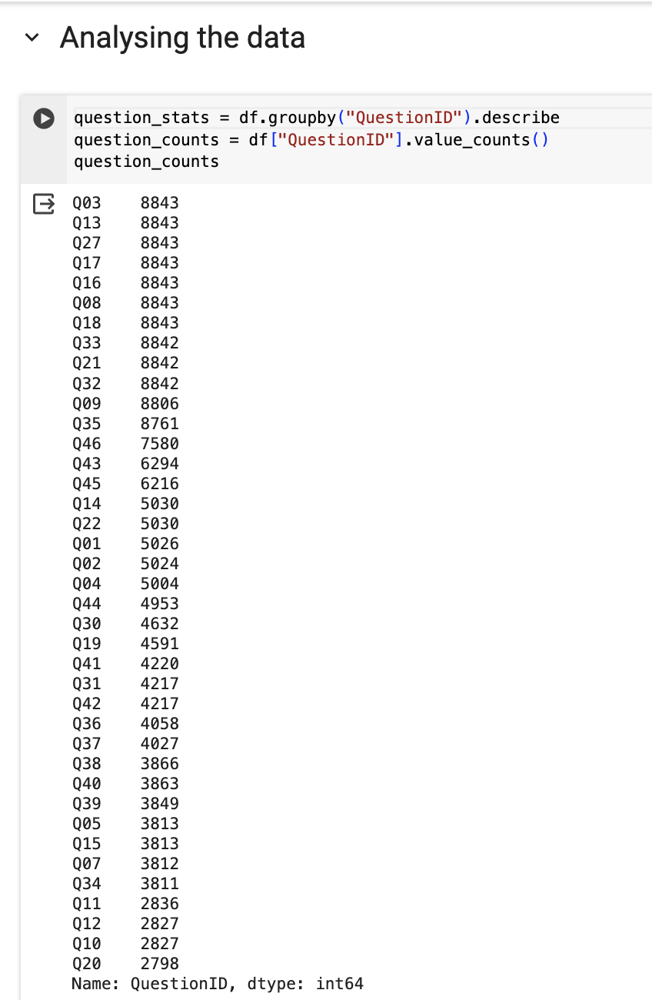 Analysing the data
question_stats = df.groupby("QuestionID").describe
question_counts = df["QuestionID"].value_counts()
question_counts
Q03    8843
Q13    8843
Q27    8843
Q17    8843
Q16    8843
Q08    8843
Q18    8843
Q33    8842
Q21    8842
Q32    8842
Q09    8806
Q35    8761
Q46    7580
Q43    6294
Q45    6216
Q14    5030
Q22    5030
Q01    5026
Q02    5024
Q04    5004
Q44    4953
Q30    4632
Q19    4591
Q41    4220
Q31    4217
Q42    4217
Q36    4058
Q37    4027
Q38    3866
Q40    3863
Q39    3849
Q05    3813
Q15    3813
Q07    3812
Q34    3811
Q11    2836
Q12    2827
Q10    2827
Q20    2798
Name: QuestionID, dtype: int64